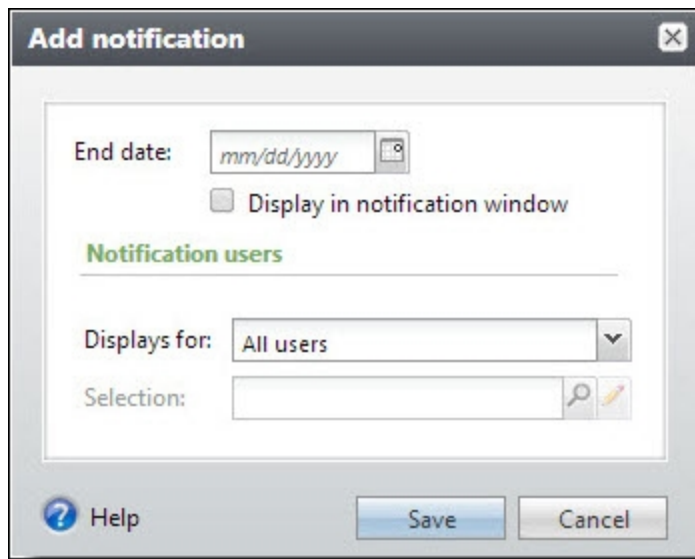 Add notification
End date: mm/dd/yyyy
Display in notification window
Notification users
Displays for: All users
Selection:
Help Save Cancel